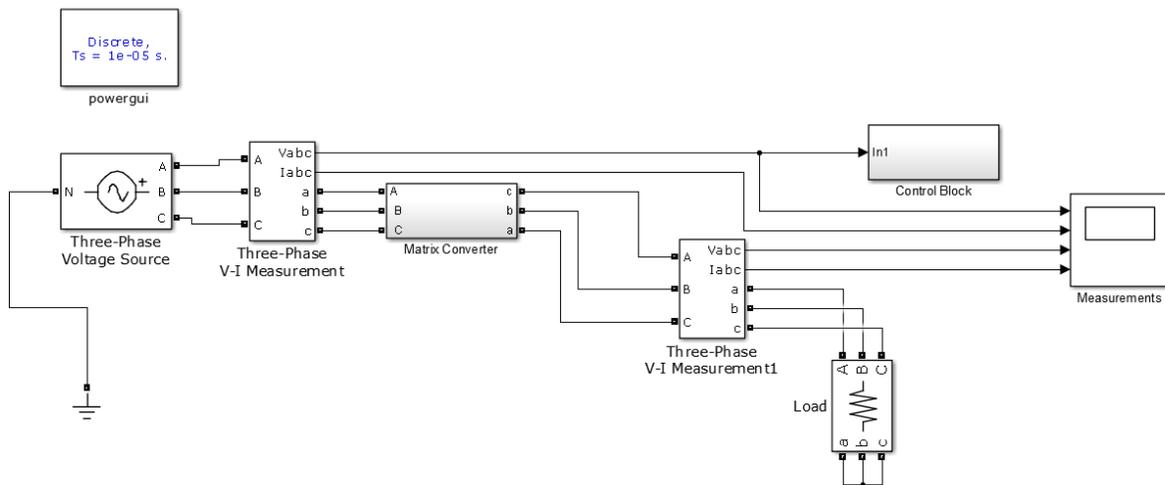 Discrete,
Ts = 1e-05 s.
powergui
N
+
A
B
C
Three-Phase
Voltage Source
A
B
C
Vabc
Iabc
a
b
c
Three-Phase
V-I Measurement
A
B
C
c
b
a
Matrix Converter
In1
Control Block
A
B
C
Vabc
Iabc
a
b
c
Three-Phase
V-I Measurement1
Measurements
A B C
Load
a b c